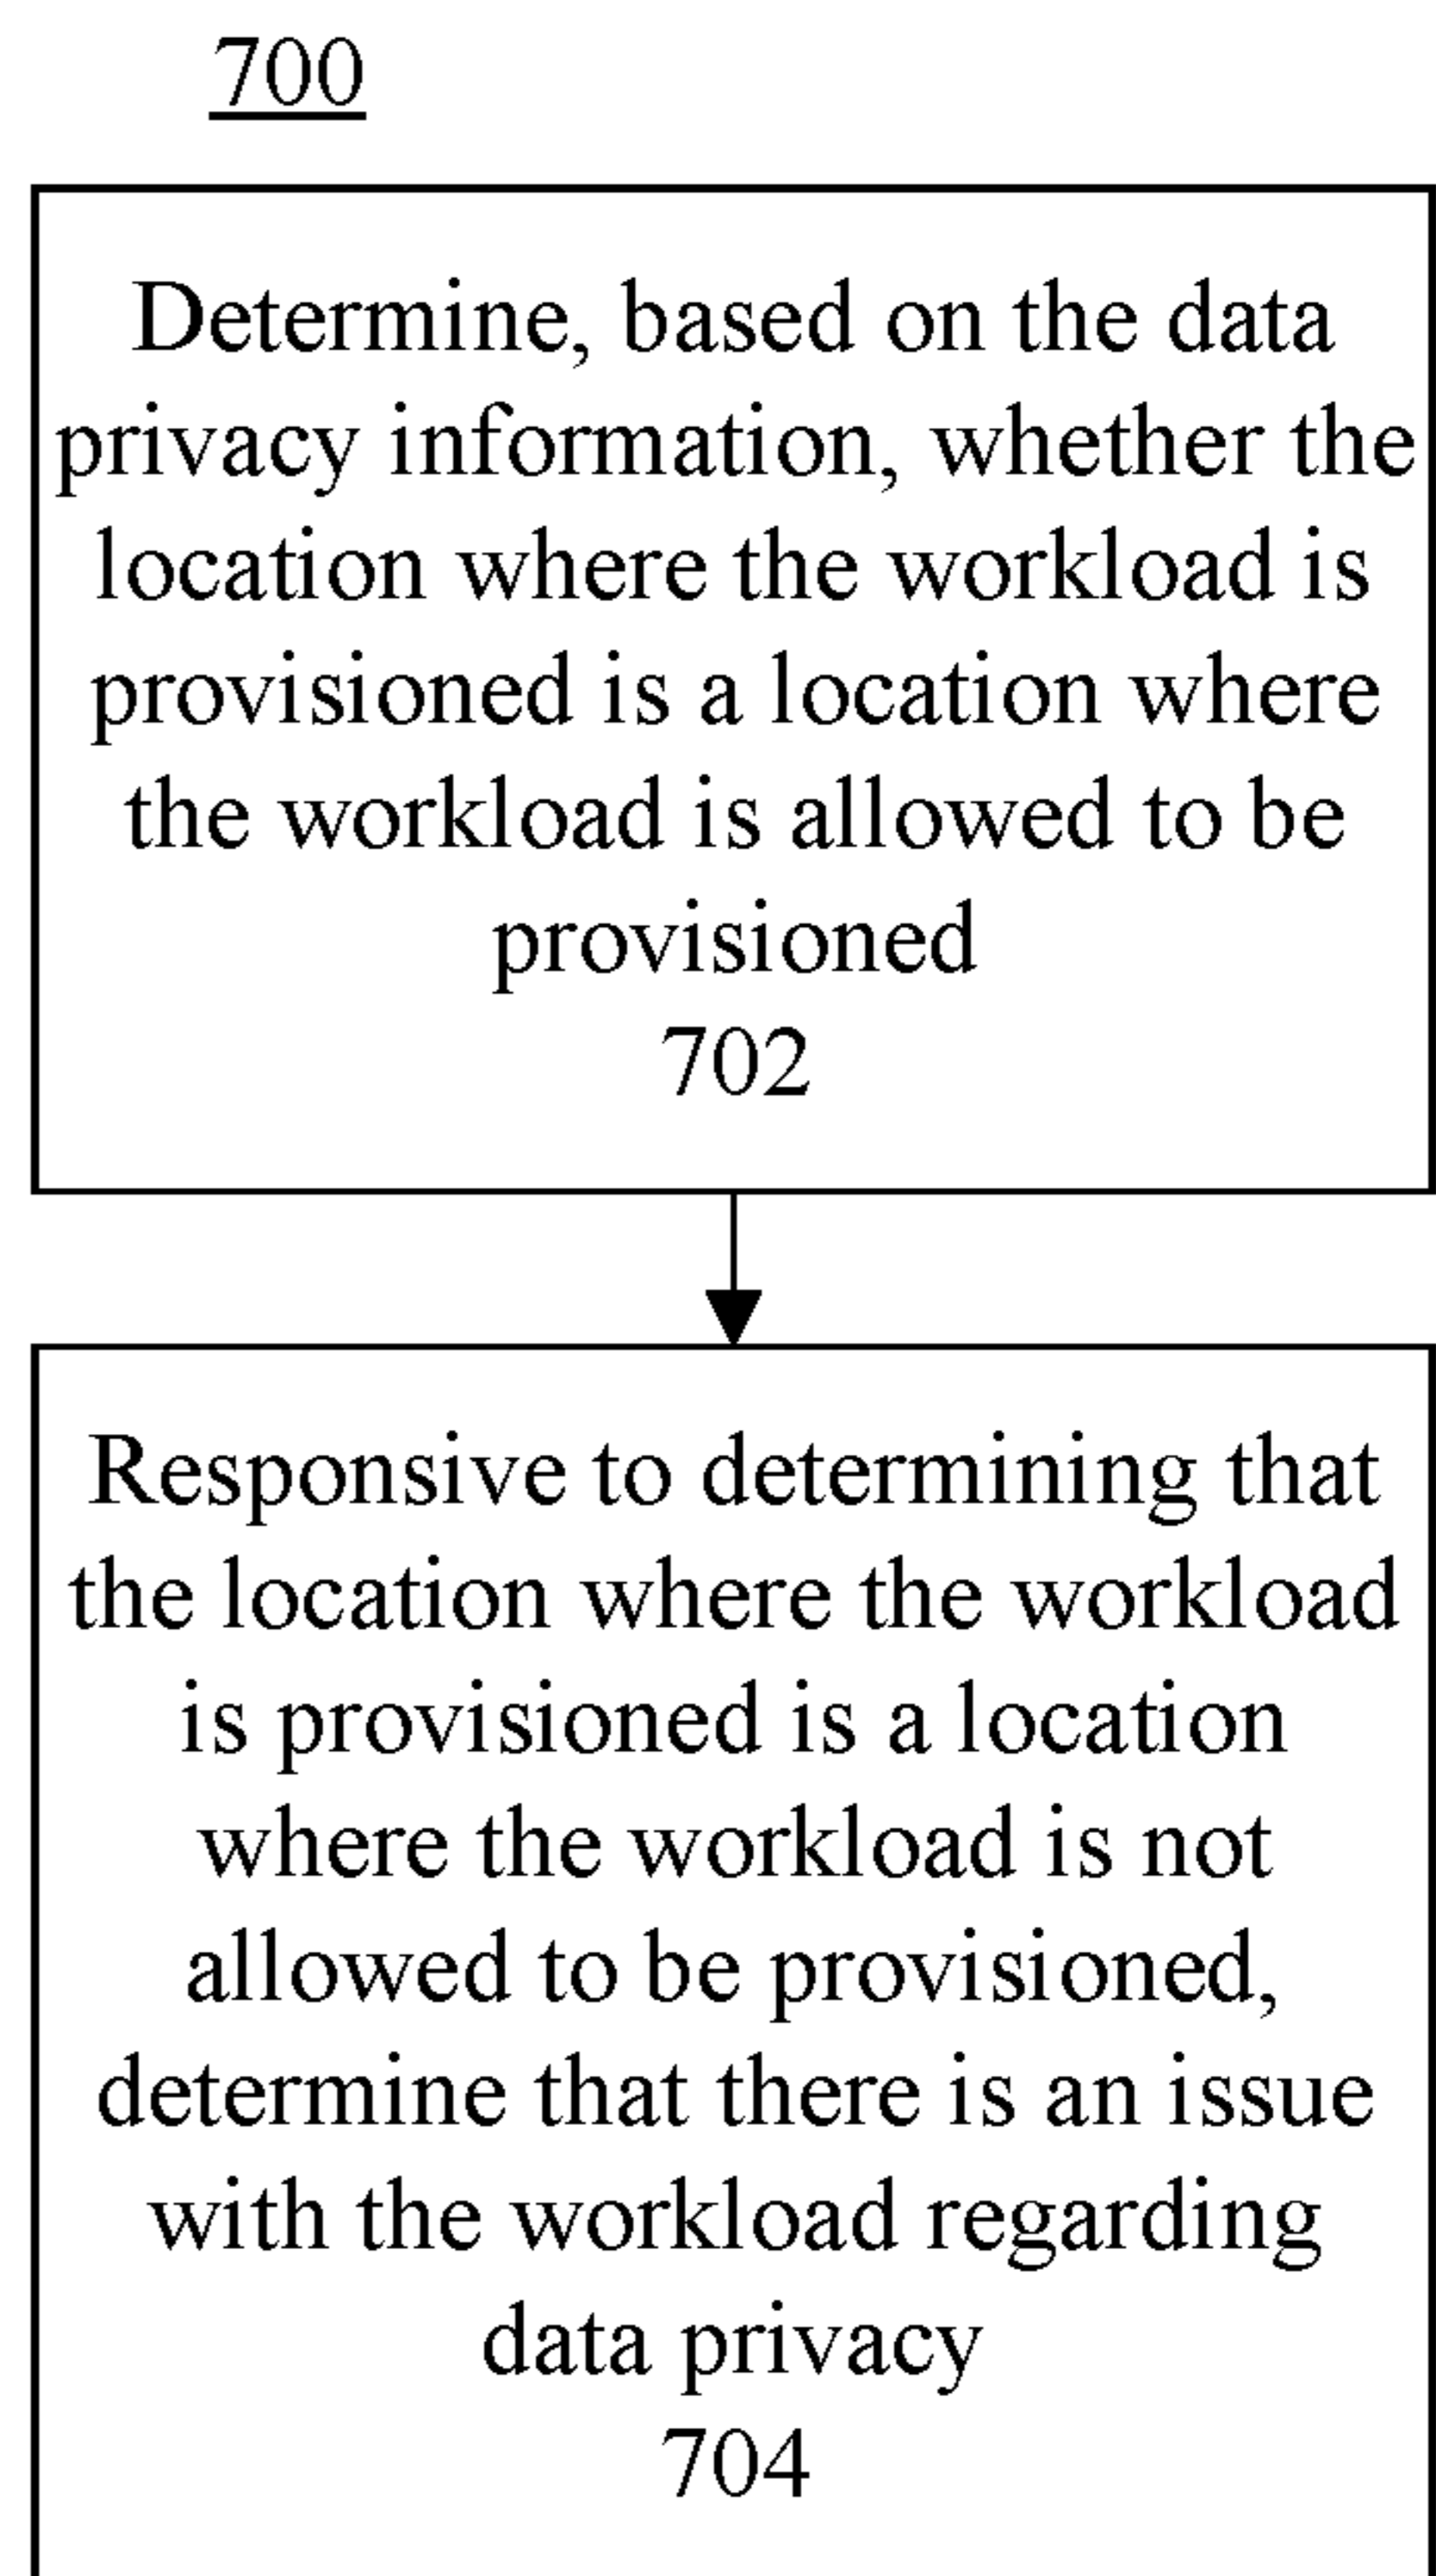 700
Determine, based on the data
privacy information, whether the
location where the workload is
provisioned is a location where
the workload is allowed to be
provisioned
702
Responsive to determining that
the location where the workload
is provisioned is a location
where the workload is not
allowed to be provisioned,
determine that there is an issue
with the workload regarding
data privacy
704